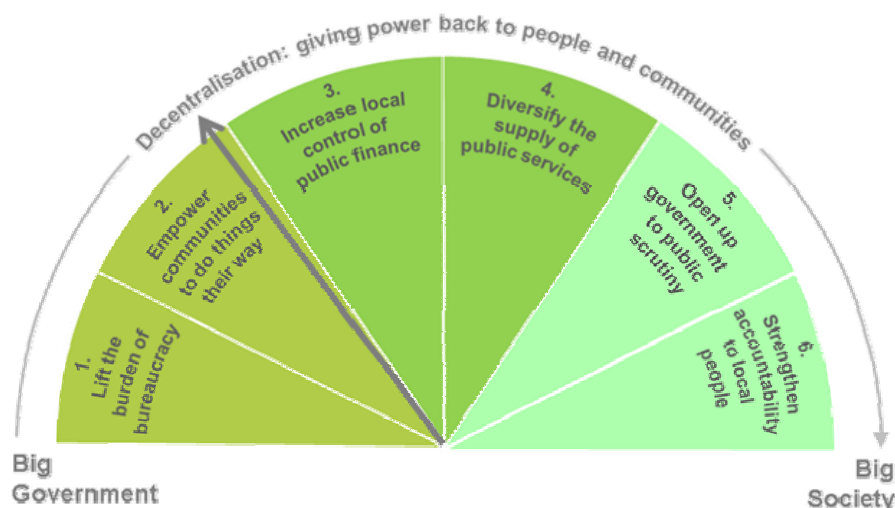 Decentralisation: giving power back to people and communities
1.
Lift the
burden of
bureaucracy
2.
Empower
communities
to do things
their way
3.
Increase local
control of
public finance
4.
Diversify the
supply of
public services
5.
Open up
government
to public
scrutiny
6.
Strengthen
accountability
to local
people
Big
Government
Big
Society